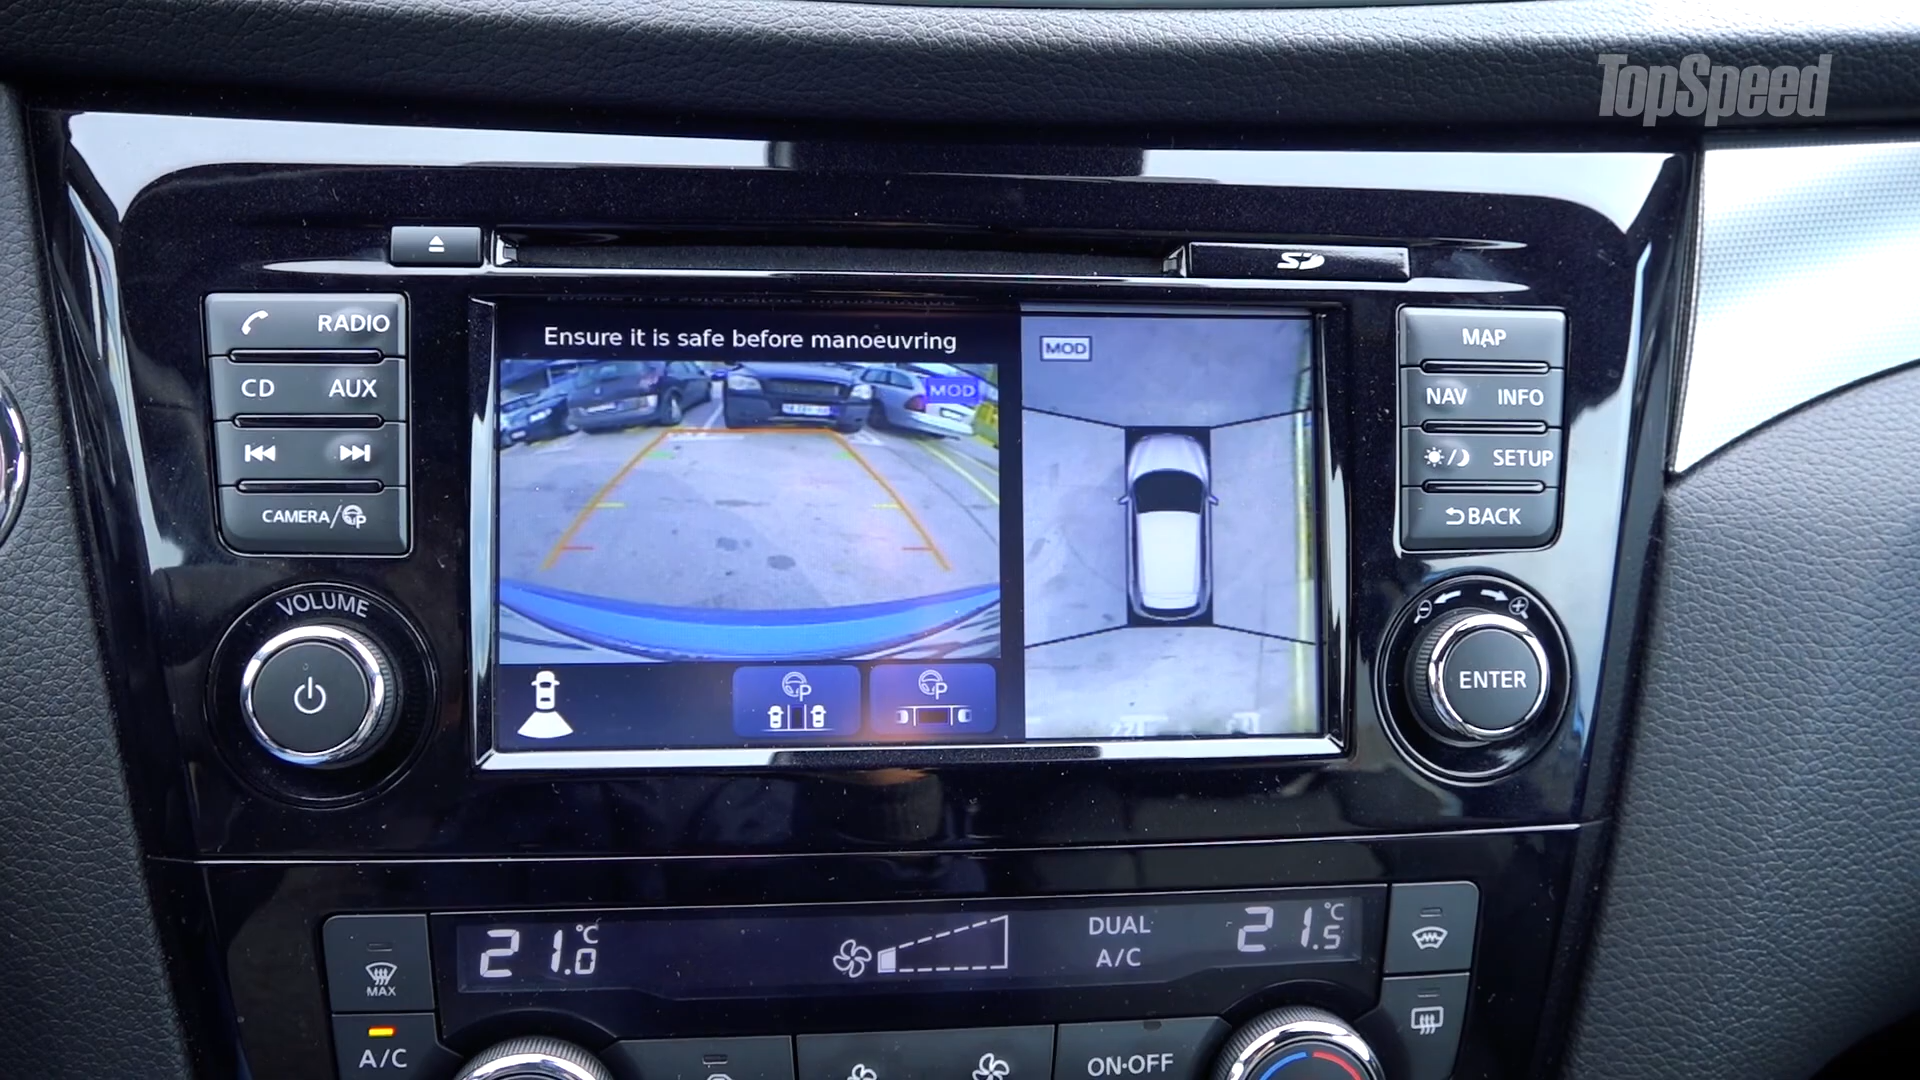 TopSpeed
SD
RADIO
CD AUX
CAMERA/P
VOLUME
Ensure it is safe before manoeuvring
MOD
MOD
P
P
MAP
NAV INFO
SETUP
BACK
ENTER
21.0 °C
DUAL
A/C
21.5 °C
MAX
A/C
ON·OFF